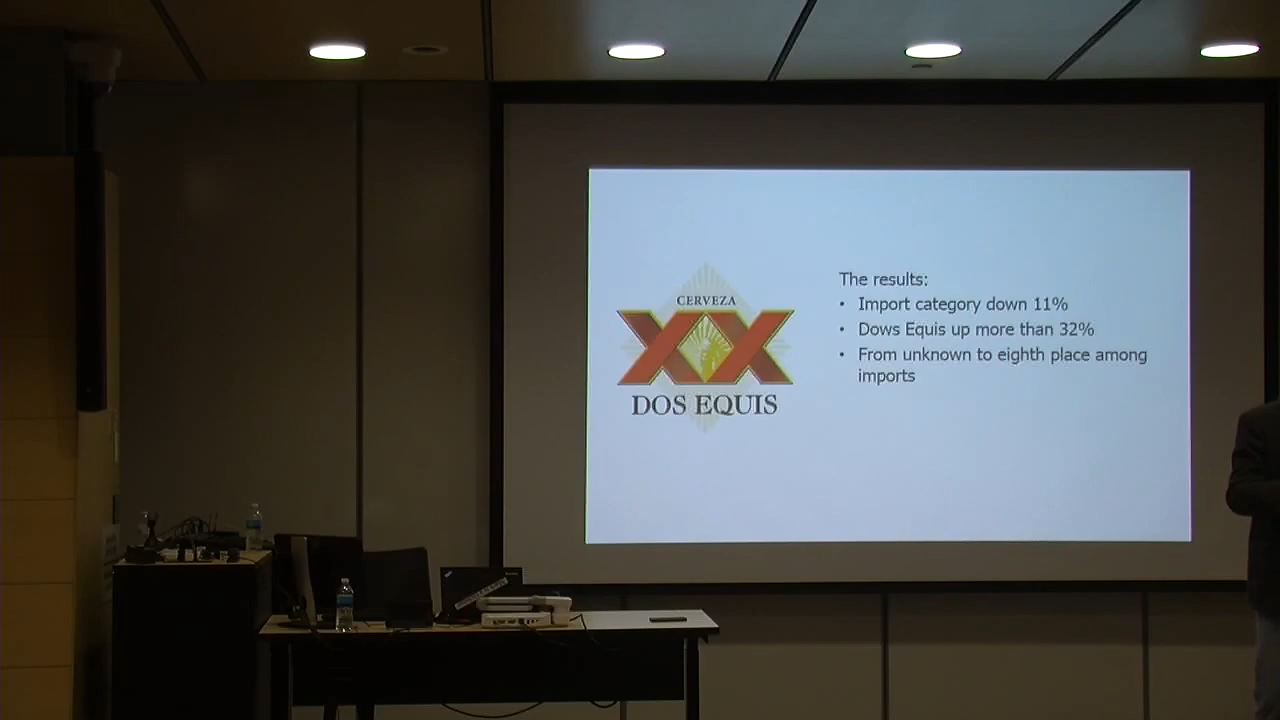 CERVEZA
XX
DOS EQUIS
The results:
• Import category down 11%
• Dows Equis up more than 32%
• From unknown to eighth place among
imports